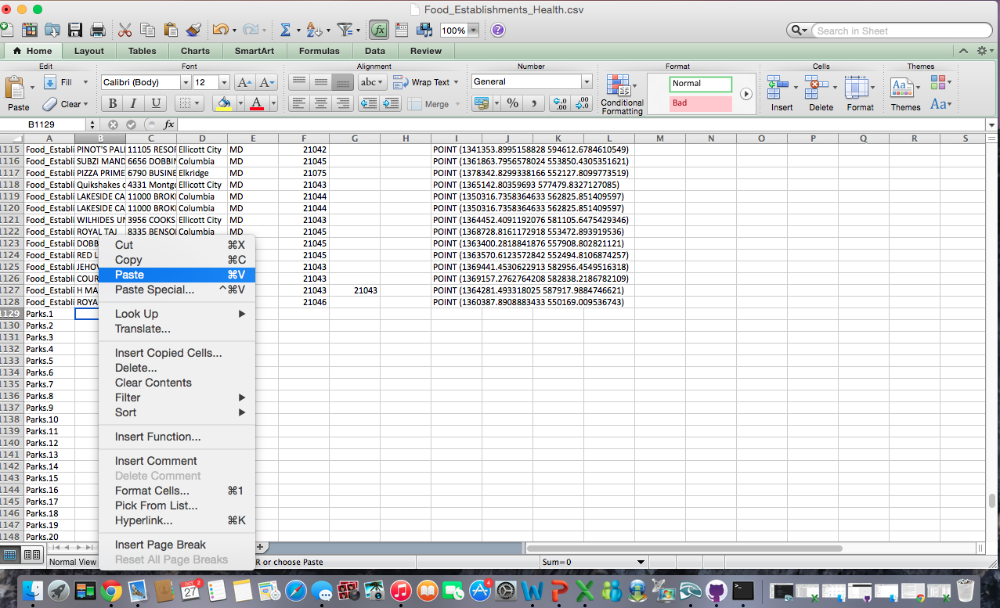 Food_Establishments_Health.csv
100%
Search in Sheet
Home Layout Tables Charts SmartArt Formulas Data Review
Edit Font Alignment Number Format Cells Themes
Fill Calibri (Body) 12 A A abc Wrap Text General Normal
Paste Clear B I U A Merge % Bad Conditional Formatting Insert Delete Format Themes Aa
B1129 fx
A B C D E F G H I J K L M N O P Q R S
1115 Food_Establi PINOT'S PAL 11105 RESOF Ellicott City MD 21042 POINT (1341353.8995158828 594612.6784610549)
1116 Food_Establi SUBZI MAND 6656 DOBBIN Columbia MD 21045 POINT (1361863.7956578024 553850.4305351621)
1117 Food_Establi PIZZA PRIME 6790 BUSINE Elkridge MD 21075 POINT (1378342.8299338166 552127.8099773519)
1118 Food_Establi Quikshakes c 4331 Montgo Ellicott City MD 21043 POINT (1365142.80359693 577479.8327127085)
1119 Food_Establi LAKESIDE CA 11000 BROKI Columbia MD 21044 POINT (1350316.7358364633 562825.851409597)
1120 Food_Establi LAKESIDE CA 11000 BROKI Columbia MD 21044 POINT (1350316.7358364633 562825.851409597)
1121 Food_Establi WILHIDES UN 3956 COOKS Ellicott City MD 21043 POINT (1364452.4091192076 581105.6475429346)
1122 Food_Establi ROYAL TAJ 8335 BENSO Columbia MD 21045 POINT (1368728.8161172918 553472.893919536)
1123 Food_Establi DOBB 21045 POINT (1363400.2818841876 557908.802821121)
1124 Food_Establi RED L 21045 POINT (1363570.6123572842 552494.8106874257)
1125 Food_Establi JEHOV 21043 POINT (1369441.4530622913 582956.4549516318)
1126 Food_Establi COUR 21043 POINT (1369157.2762764208 582838.2186782109)
1127 Food_Establi H MA 21043 21043 POINT (1364281.493318025 587917.9884746621)
1128 Food_Establi ROYA 21046 POINT (1360387.8908883433 550169.009536743)
1129 Parks.1
1130 Parks.2
1131 Parks.3
1132 Parks.4
1133 Parks.5
1134 Parks.6
1135 Parks.7
1136 Parks.8
1137 Parks.9
1138 Parks.10
1139 Parks.11
1140 Parks.12
1141 Parks.13
1142 Parks.14
1143 Parks.15
1144 Parks.16
1145 Parks.17
1146 Parks.18
1147 Parks.19
1148 Parks.20
Cut ⌘X
Copy ⌘C
Paste ⌘V
Paste Special... ^⌘V
Look Up
Translate...
Insert Copied Cells...
Delete...
Clear Contents
Filter
Sort
Insert Function...
Insert Comment
Delete Comment
Format Cells... ⌘1
Pick From List...
Hyperlink... ⌘K
Insert Page Break
Reset All Page Breaks
Normal View R or choose Paste Sum=0
27 2 4